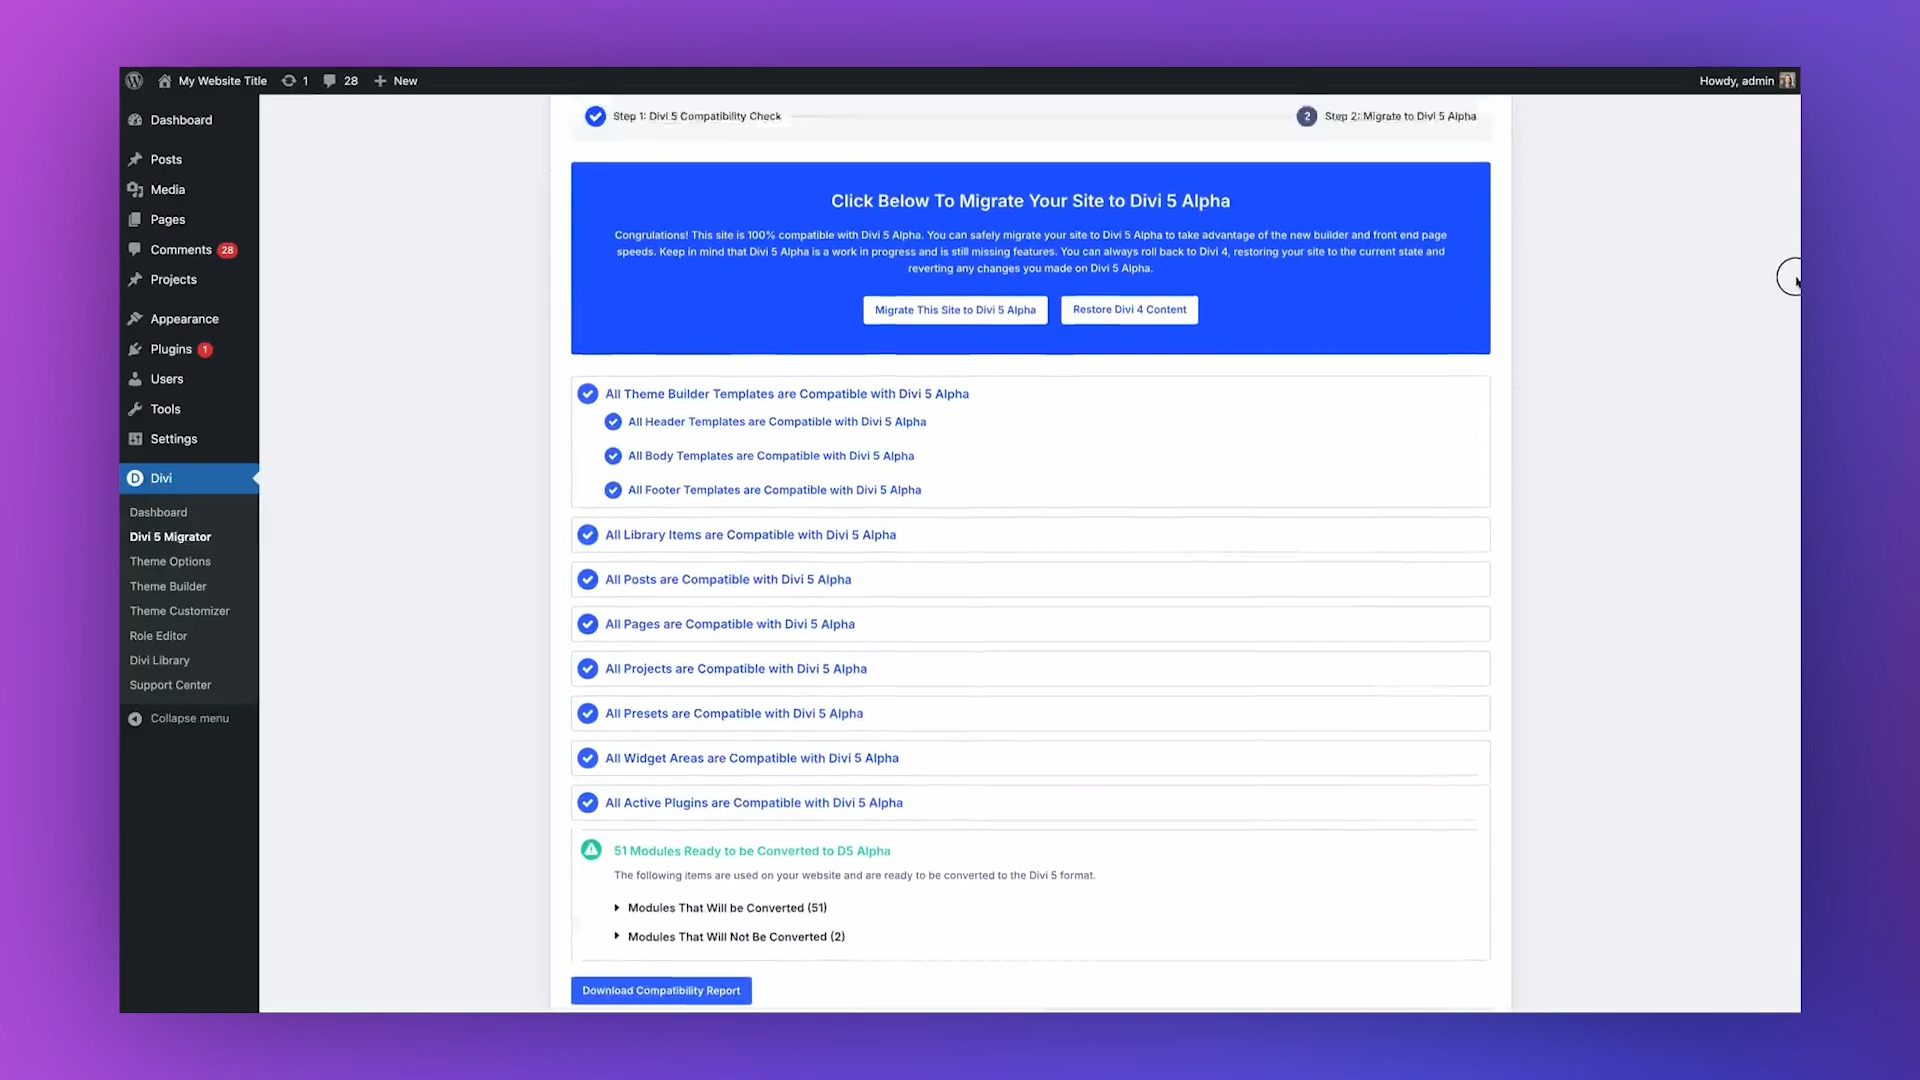 My Website Title 1 28 New
Howdy, admin
Dashboard
Posts
Media
Pages
Comments 28
Projects
Appearance
Plugins 1
Users
Tools
Settings
D Divi
Dashboard
Divi 5 Migrator
Theme Options
Theme Builder
Theme Customizer
Role Editor
Divi Library
Support Center
Collapse menu
Step 1: Divi 5 Compatibility Check
2 Step 2: Migrate to Divi 5 Alpha
Click Below To Migrate Your Site to Divi 5 Alpha
Congrulations! This site is 100% compatible with Divi 5 Alpha. You can safely migrate your site to Divi 5 Alpha to take advantage of the new builder and front end page
speeds. Keep in mind that Divi 5 Alpha is a work in progress and is still missing features. You can always roll back to Divi 4, restoring your site to the current state and
reverting any changes you made on Divi 5 Alpha.
Migrate This Site to Divi 5 Alpha
Restore Divi 4 Content
All Theme Builder Templates are Compatible with Divi 5 Alpha
All Header Templates are Compatible with Divi 5 Alpha
All Body Templates are Compatible with Divi 5 Alpha
All Footer Templates are Compatible with Divi 5 Alpha
All Library Items are Compatible with Divi 5 Alpha
All Posts are Compatible with Divi 5 Alpha
All Pages are Compatible with Divi 5 Alpha
All Projects are Compatible with Divi 5 Alpha
All Presets are Compatible with Divi 5 Alpha
All Widget Areas are Compatible with Divi 5 Alpha
All Active Plugins are Compatible with Divi 5 Alpha
51 Modules Ready to be Converted to D5 Alpha
The following items are used on your website and are ready to be converted to the Divi 5 format.
Modules That Will be Converted (51)
Modules That Will Not Be Converted (2)
Download Compatibility Report